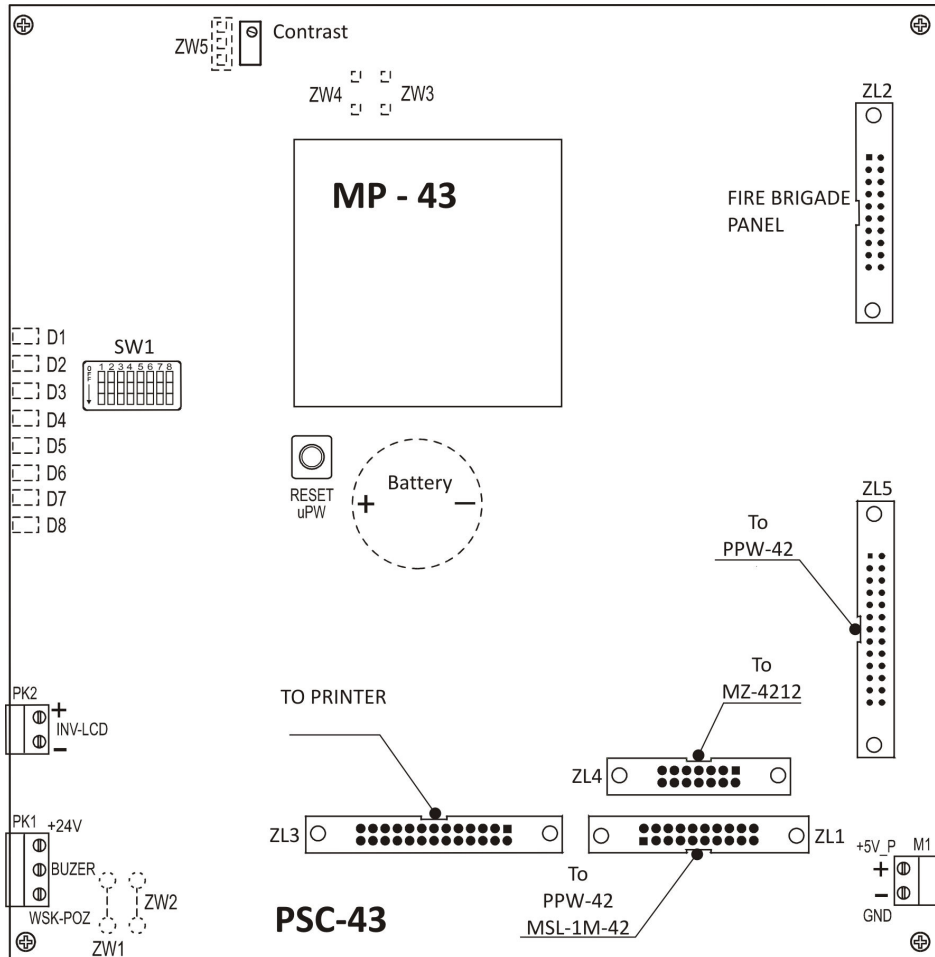 ZW5
Contrast
ZW4
ZW3
ZL2
MP - 43
FIRE BRIGADE
PANEL
D1
D2
D3
D4
D5
D6
D7
D8
SW1
OFF
1 2 3 4 5 6 7 8
RESET
uPW
Battery
+ −
ZL5
To
PPW-42
PK2
+
INV-LCD
−
TO PRINTER
To
MZ-4212
ZL4
PK1
+24V
BUZER
WSK-POZ
ZW1
ZW2
ZL3
ZL1
To
PPW-42
MSL-1M-42
PSC-43
+5V_P
M1
+
−
GND